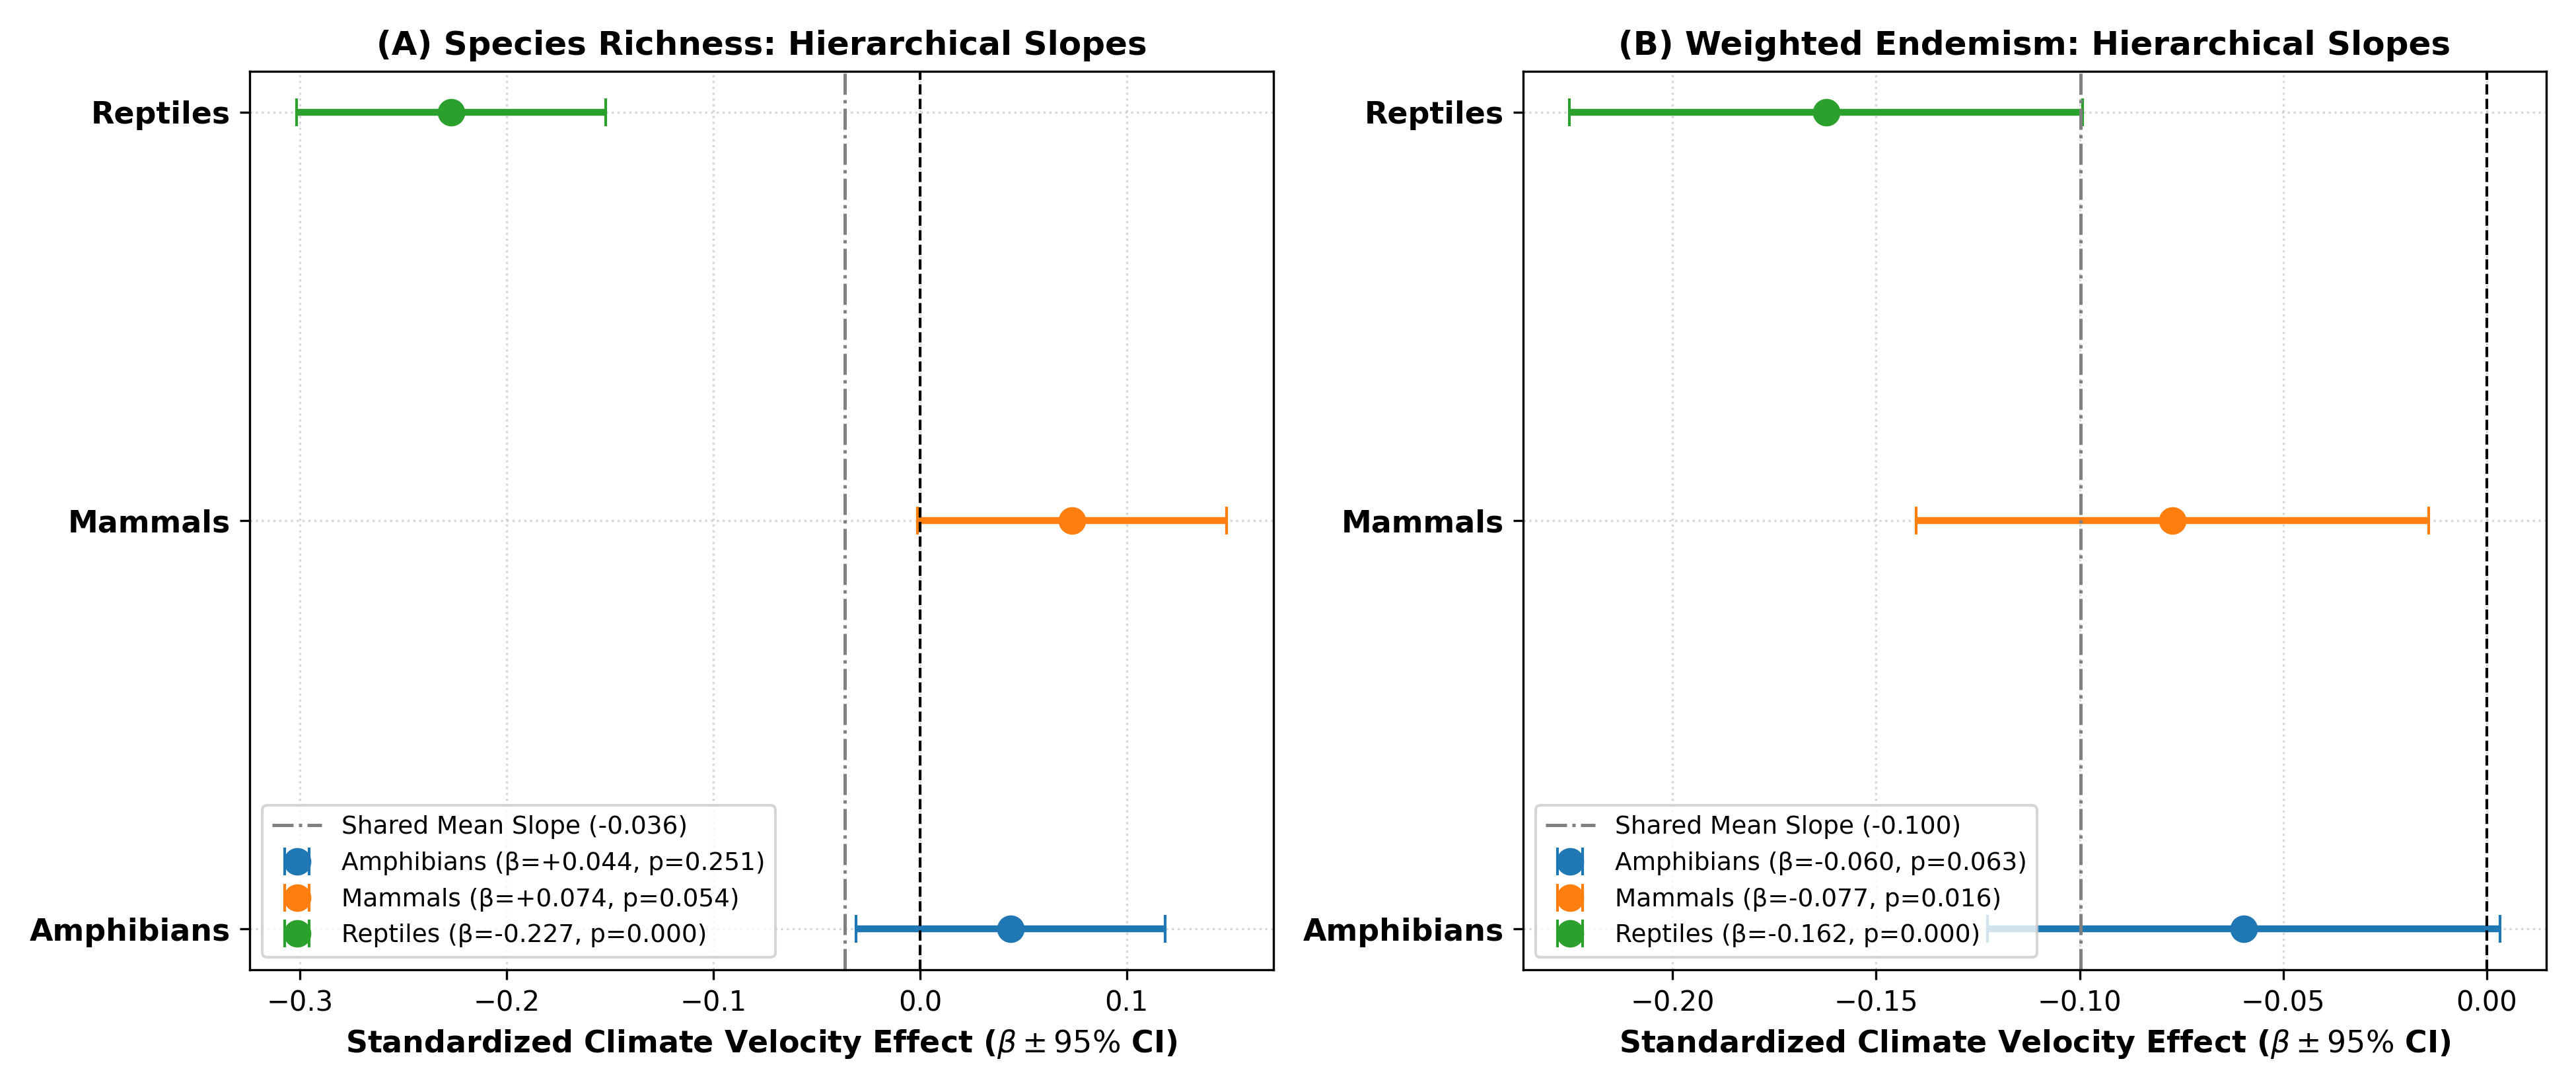 (A) Species Richness: Hierarchical Slopes
Reptiles
Mammals
Amphibians
Shared Mean Slope (-0.036)
Amphibians (β=+0.044, p=0.251)
Mammals (β=+0.074, p=0.054)
Reptiles (β=-0.227, p=0.000)
−0.3 −0.2 −0.1 0.0 0.1
Standardized Climate Velocity Effect (β ± 95% CI)
(B) Weighted Endemism: Hierarchical Slopes
Reptiles
Mammals
Amphibians
Shared Mean Slope (-0.100)
Amphibians (β=-0.060, p=0.063)
Mammals (β=-0.077, p=0.016)
Reptiles (β=-0.162, p=0.000)
−0.20 −0.15 −0.10 −0.05 0.00
Standardized Climate Velocity Effect (β ± 95% CI)